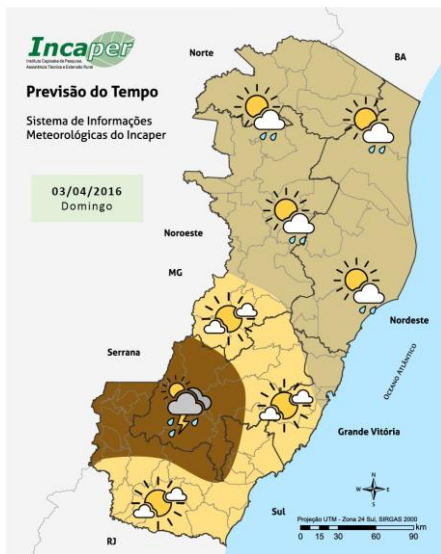 Incaper
Instituto Capixaba de Pesquisa,
Assistência Técnica e Extensão Rural
Previsão do Tempo
Sistema de Informações
Meteorológicas do Incaper
03/04/2016
Domingo
Norte
BA
Noroeste
MG
Nordeste
Serrana
OCEANO ATLÂNTICO
Grande Vitória
Sul
RJ
N
W
E
S
Projeção UTM - Zona 24 Sul, SIRGAS 2000
0 15 30 60 90
km